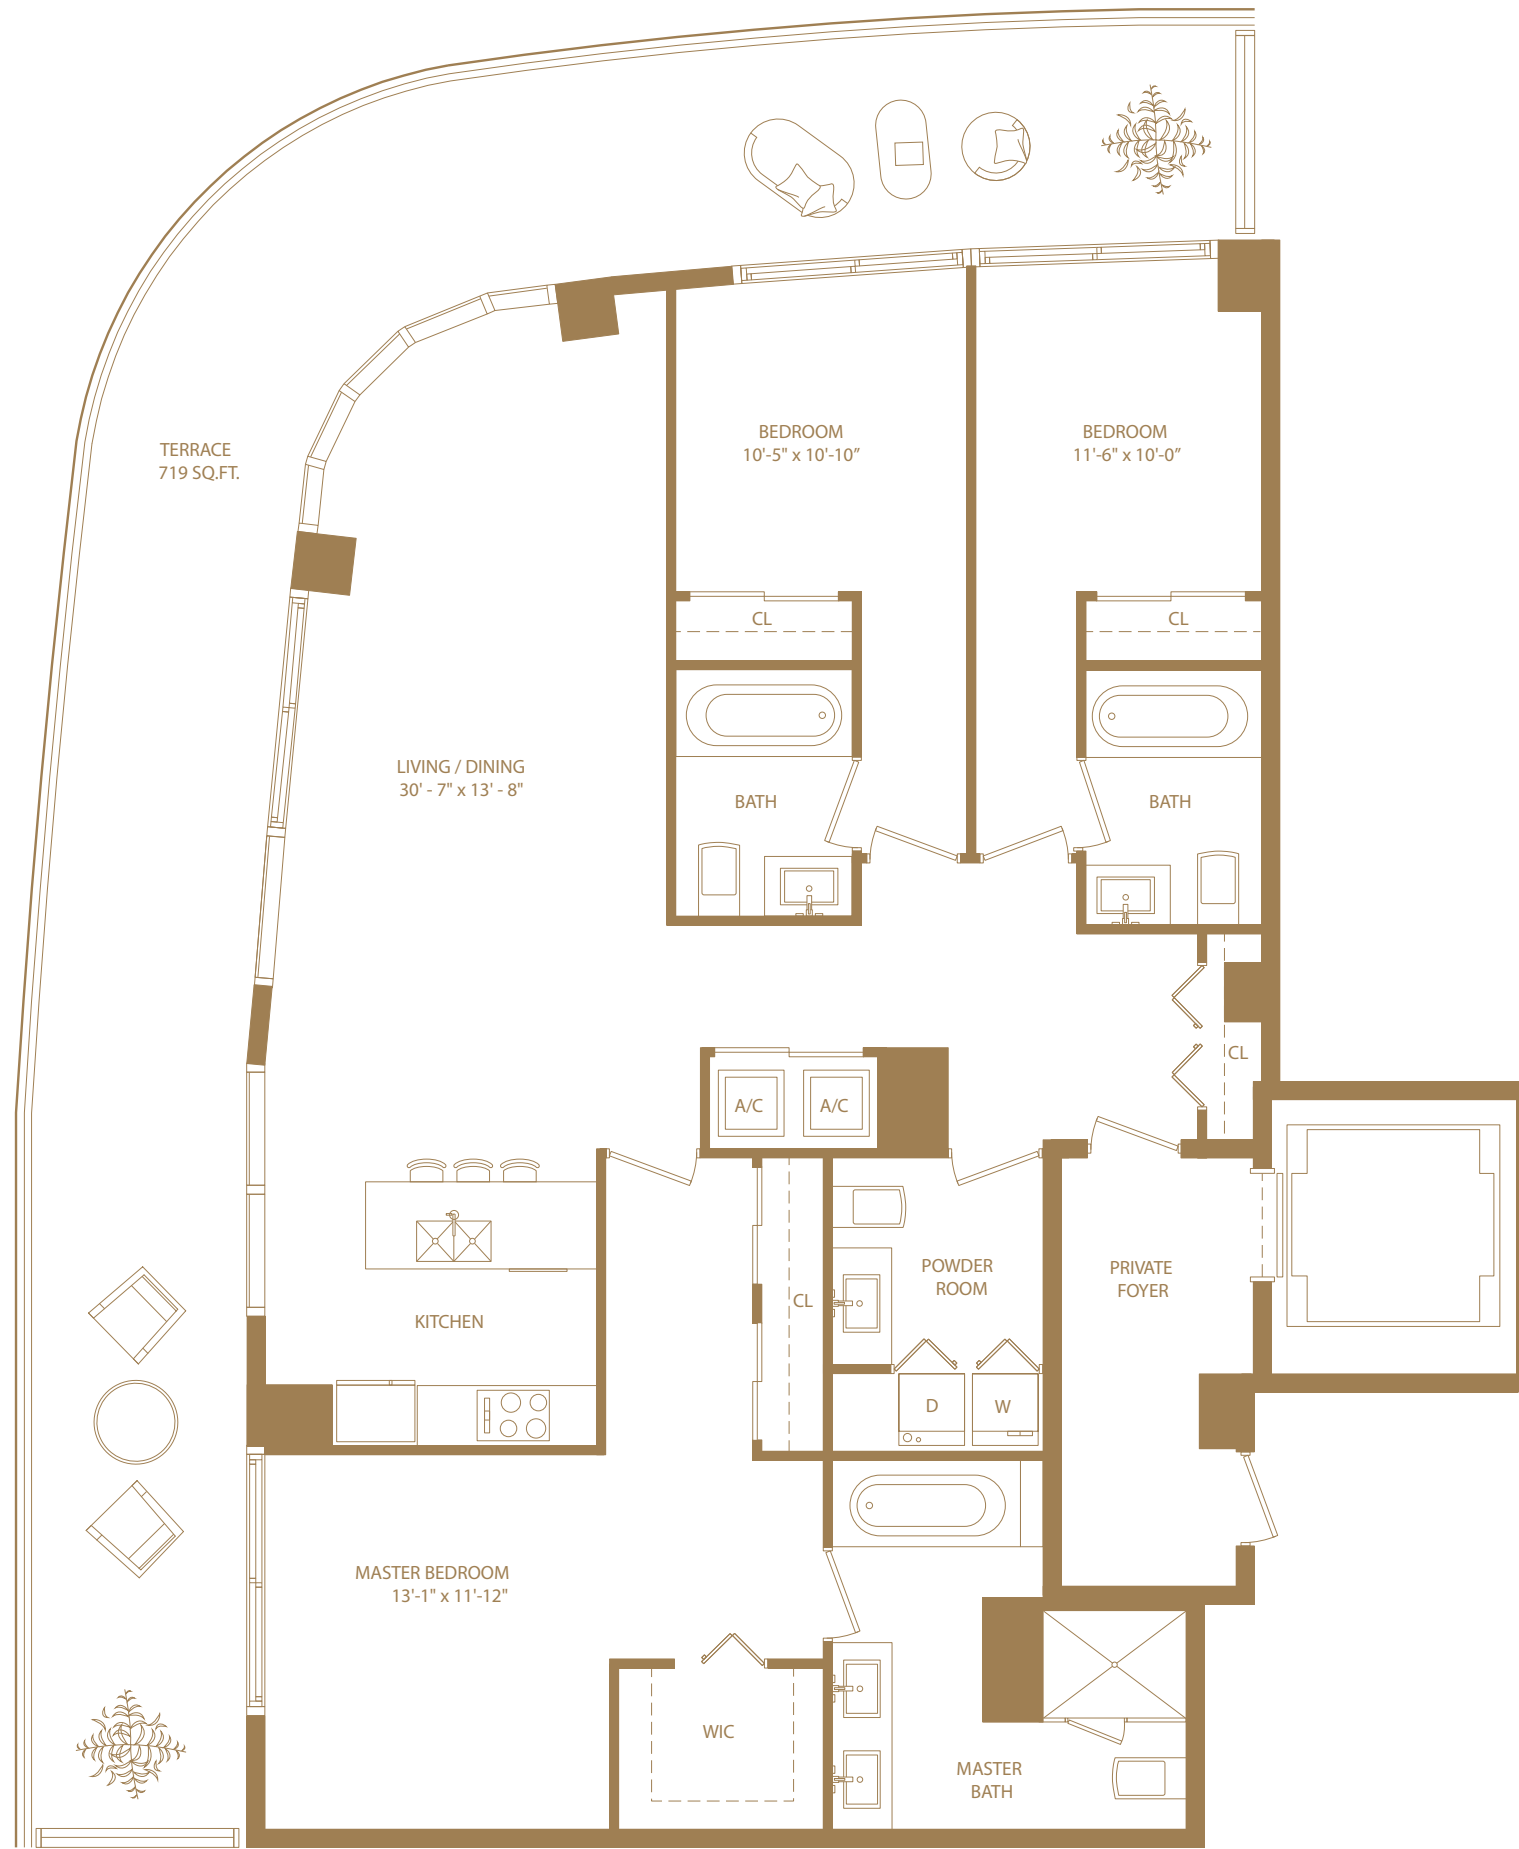 BEDROOM
10'-5" x 10'-10”
BEDROOM
11'-6" x 10'-0”
TERRACE
719 SQ.FT.
CL
CL
LIVING / DINING
30' - 7" x 13' - 8"
BATH
BATH
CL
A/C
A/C
POWDER
ROOM
PRIVATE
FOYER
CL
KITCHEN
D
W
MASTER BEDROOM
13'-1" x 11'-12"
WIC
MASTER
BATH